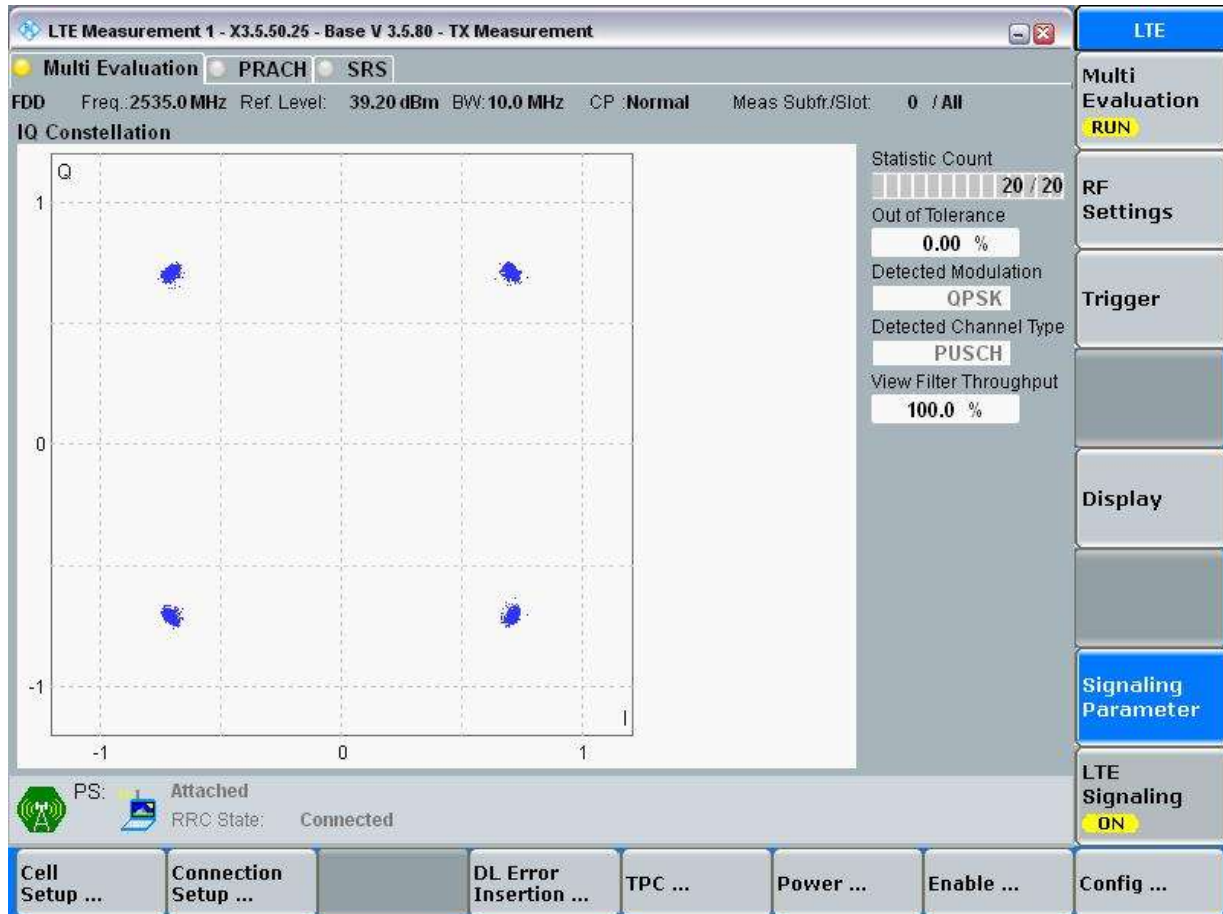 LTE Measurement 1 - X3.5.50.25 - Base V 3.5.80 - TX Measurement
LTE
Multi Evaluation PRACH SRS
FDD Freq.:2535.0 MHz Ref. Level: 39.20 dBm BW:10.0 MHz CP :Normal Meas Subfr./Slot: 0 / All
IQ Constellation
Q
1
0
-1
I
-1 0 1
Statistic Count
20 / 20
Out of Tolerance
0.00 %
Detected Modulation
QPSK
Detected Channel Type
PUSCH
View Filter Throughput
100.0 %
Multi
Evaluation
RUN
RF
Settings
Trigger
Display
Signaling
Parameter
LTE
Signaling
ON
PS: Attached
RRC State: Connected
Cell
Setup ...
Connection
Setup ...
DL Error
Insertion ...
TPC ...
Power ...
Enable ...
Config ...